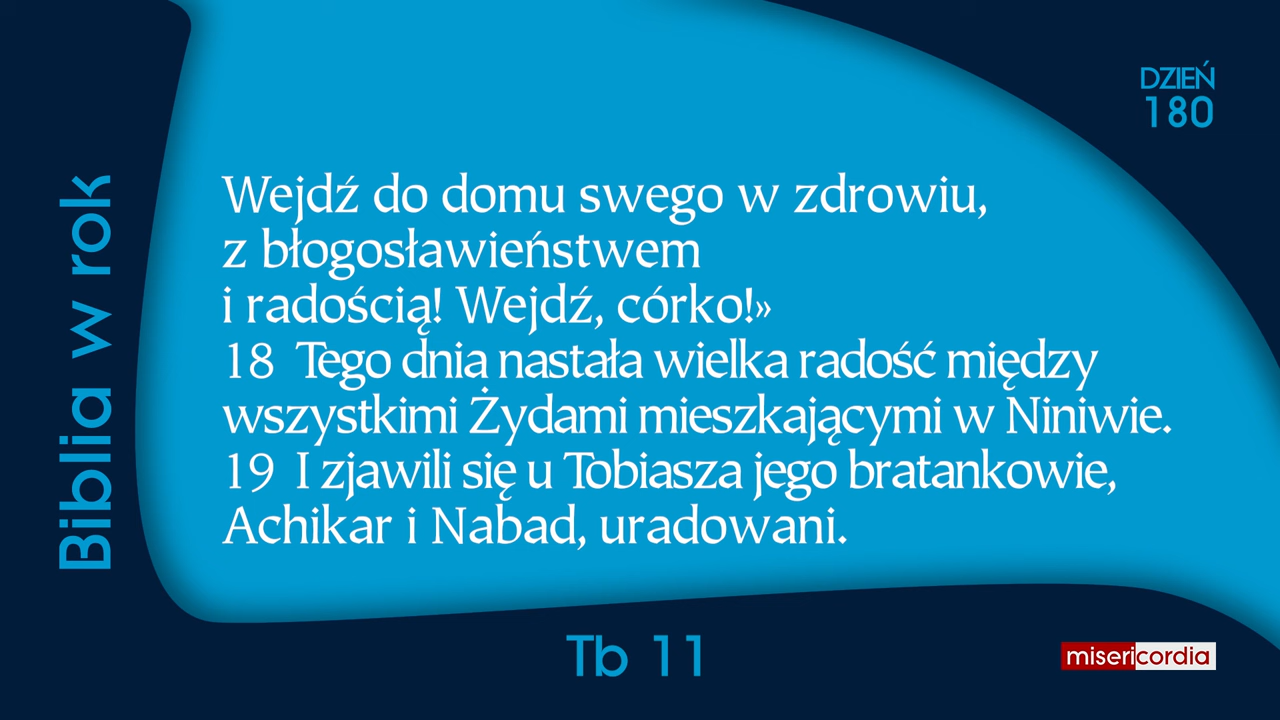 DZIEŃ
180
Biblia w rok
Wejdź do domu swego w zdrowiu,
z błogosławieństwem
i radością! Wejdź, córko!»
18 Tego dnia nastała wielka radość między
wszystkimi Żydami mieszkającymi w Niniwie.
19 I zjawili się u Tobiasza jego bratankowie,
Achikar i Nabad, uradowani.
Tb 11
misericordia